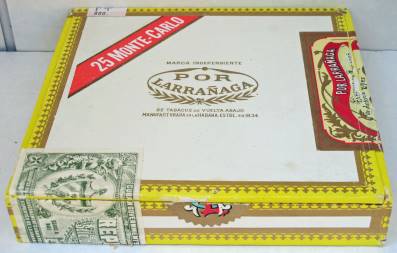 25 MONTE-CARLO
MARCA INDEPENDIENTE
POR
LARRAÑAGA
DE TABACOS DE VUELTA ABAJO
MANUFACTURADA EN LA HABANA. ESTBL. EN 1834
POR LARRAÑAGA
REP